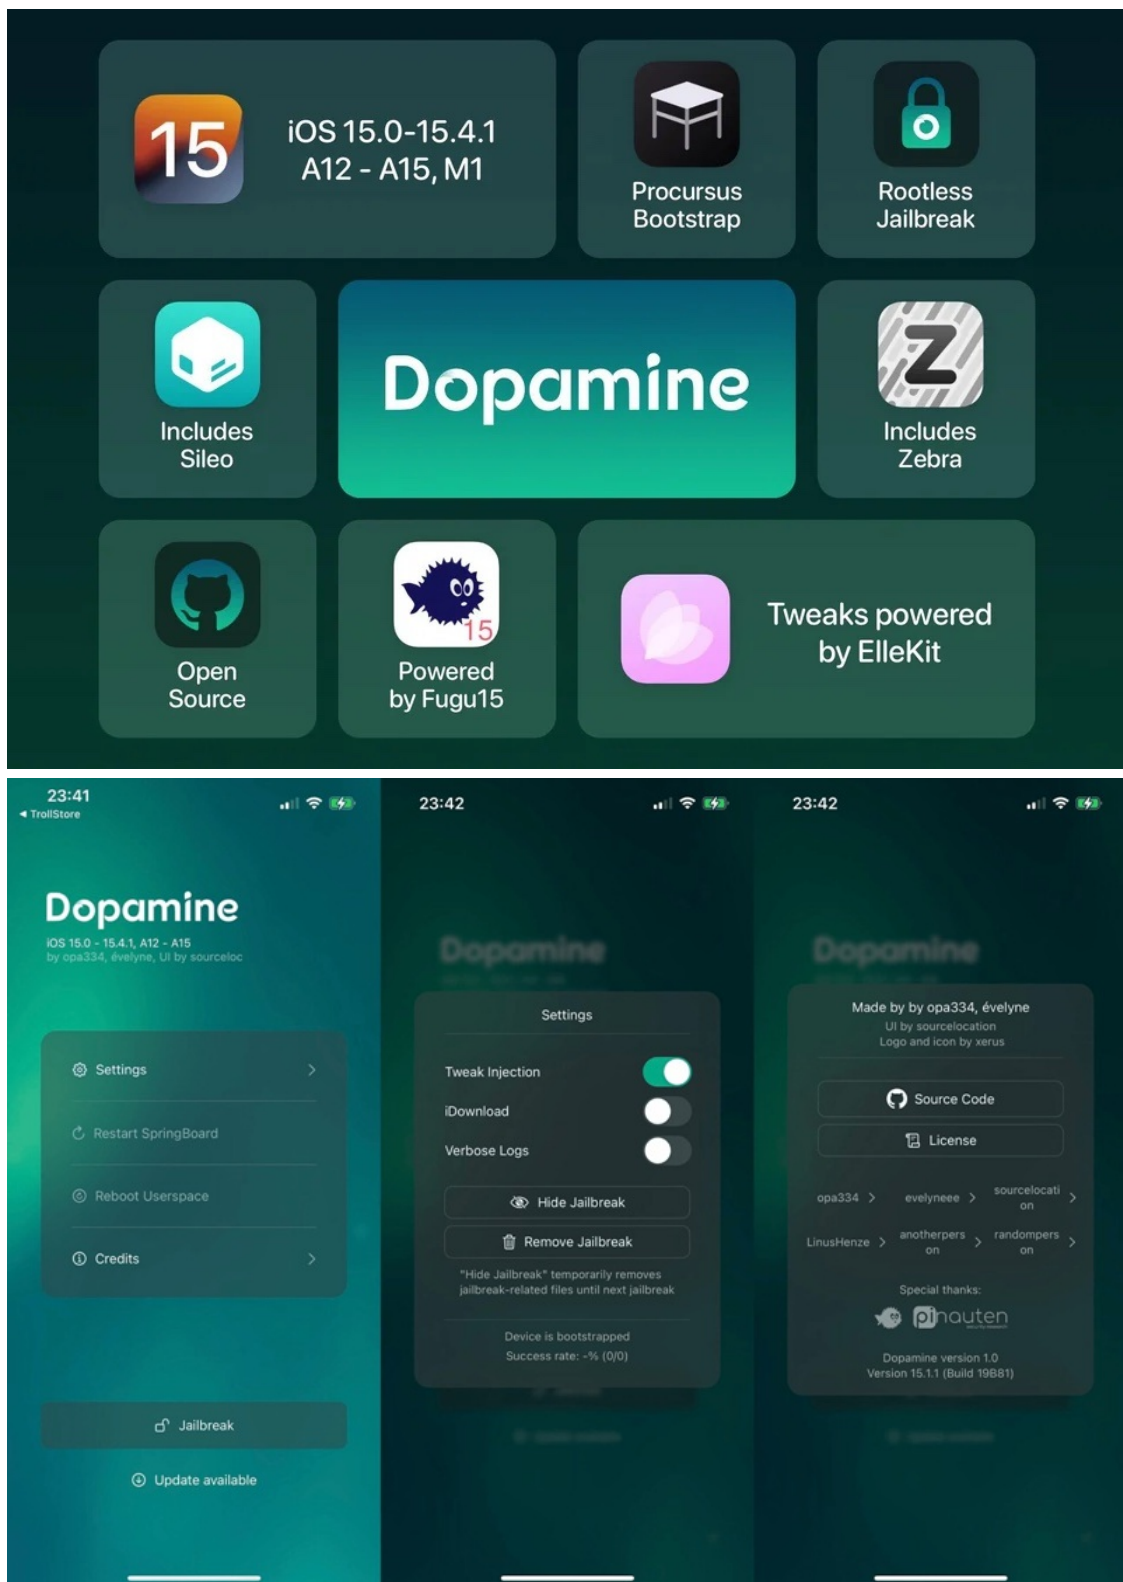 15
iOS 15.0-15.4.1
A12 - A15, M1
Procursus
Bootstrap
Rootless
Jailbreak
Includes
Sileo
Dopamine
Z
Includes
Zebra
Open
Source
15
Powered
by Fugu15
Tweaks powered
by ElleKit
23:41
TrollStore
Dopamine
iOS 15.0 - 15.4.1, A12 - A15
by opa334, évelyne, UI by sourceloc
Settings
Restart SpringBoard
Reboot Userspace
Credits
Jailbreak
Update available
23:42
Dopamine
Settings
Tweak Injection
iDownload
Verbose Logs
Hide Jailbreak
Remove Jailbreak
"Hide Jailbreak" temporarily removes
jailbreak-related files until next jailbreak
Device is bootstrapped
Success rate: -% (0/0)
23:42
Dopamine
Made by by opa334, évelyne
UI by sourcelocation
Logo and icon by xerus
Source Code
License
opa334
evelyneee
sourcelocati
on
LinusHenze
anotherpers
on
randompers
on
Special thanks:
pinauten
Dopamine version 1.0
Version 15.1.1 (Build 19B81)